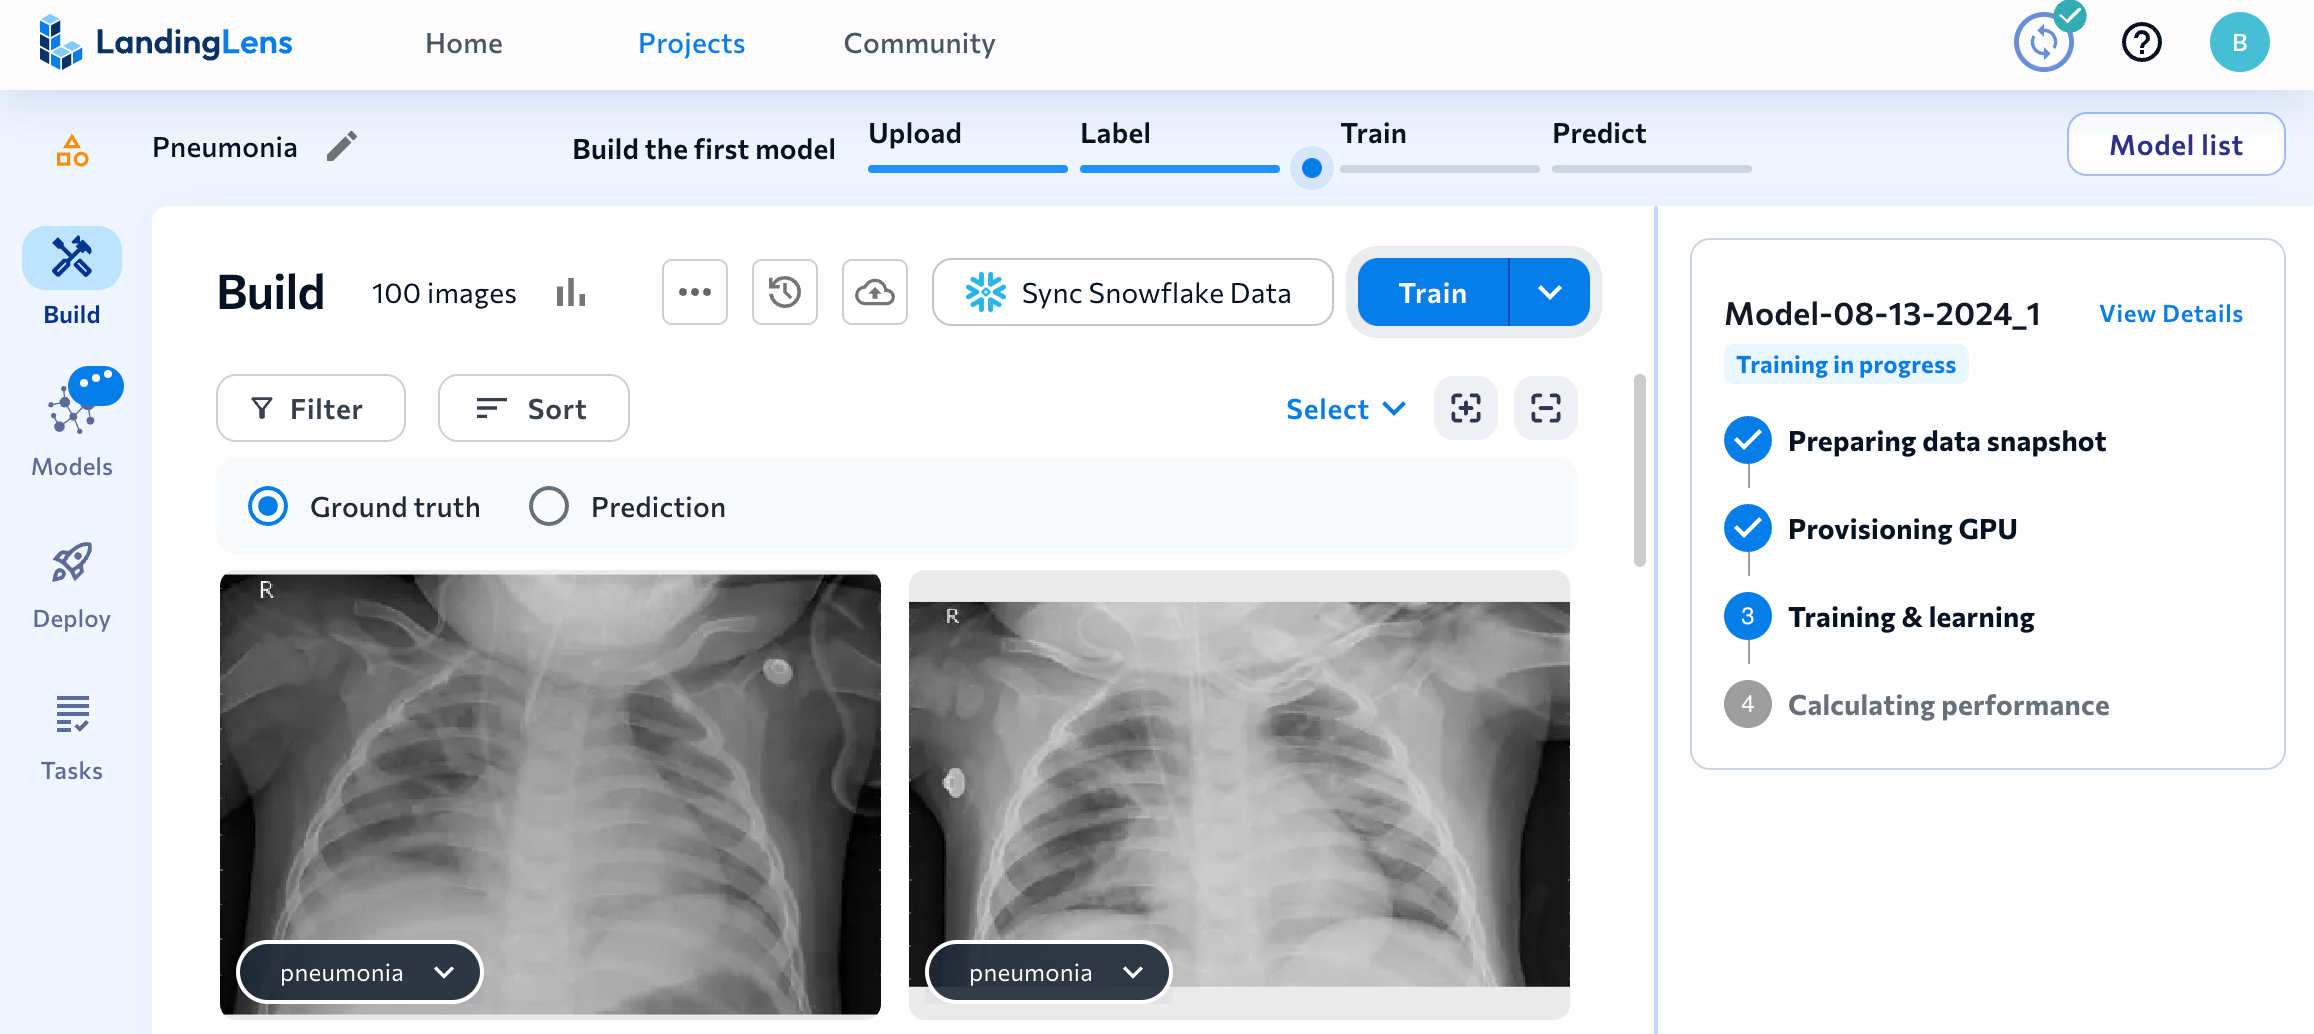 LandingLens
Home
Projects
Community
B
Pneumonia
Build the first model
Upload
Label
Train
Predict
Model list
Build
Models
Deploy
Tasks
Build
100 images
Sync Snowflake Data
Train
Filter
Sort
Select
Ground truth
Prediction
R
pneumonia
R
pneumonia
Model-08-13-2024_1
View Details
Training in progress
Preparing data snapshot
Provisioning GPU
3 Training & learning
4 Calculating performance